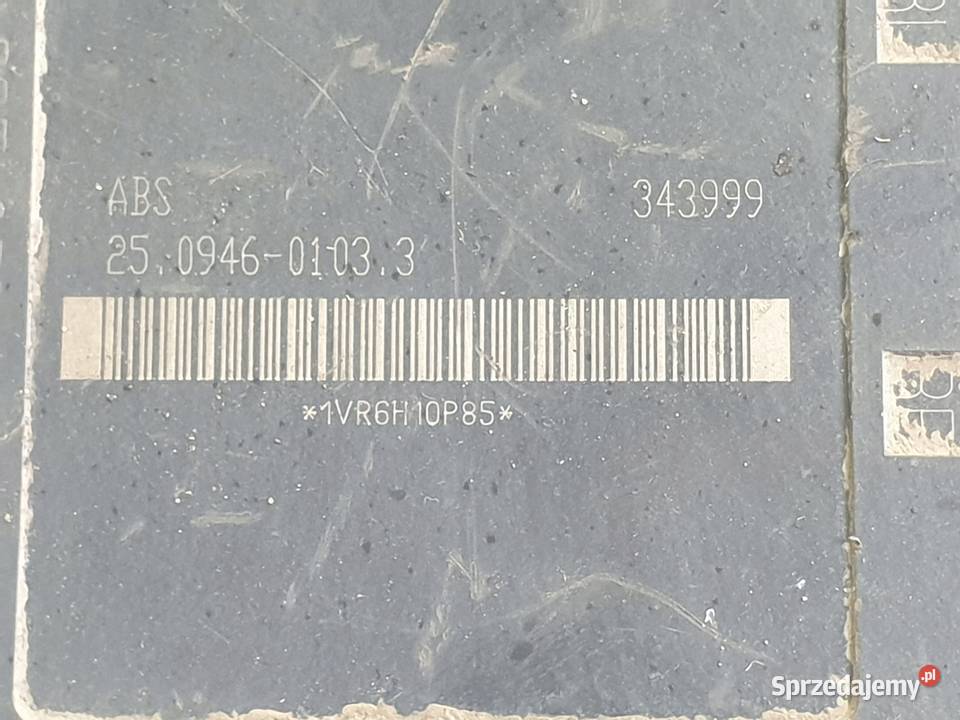 ABS 343999
25.0946-0103.3
*1VR6H10P85*
Sprzedajemy.pl